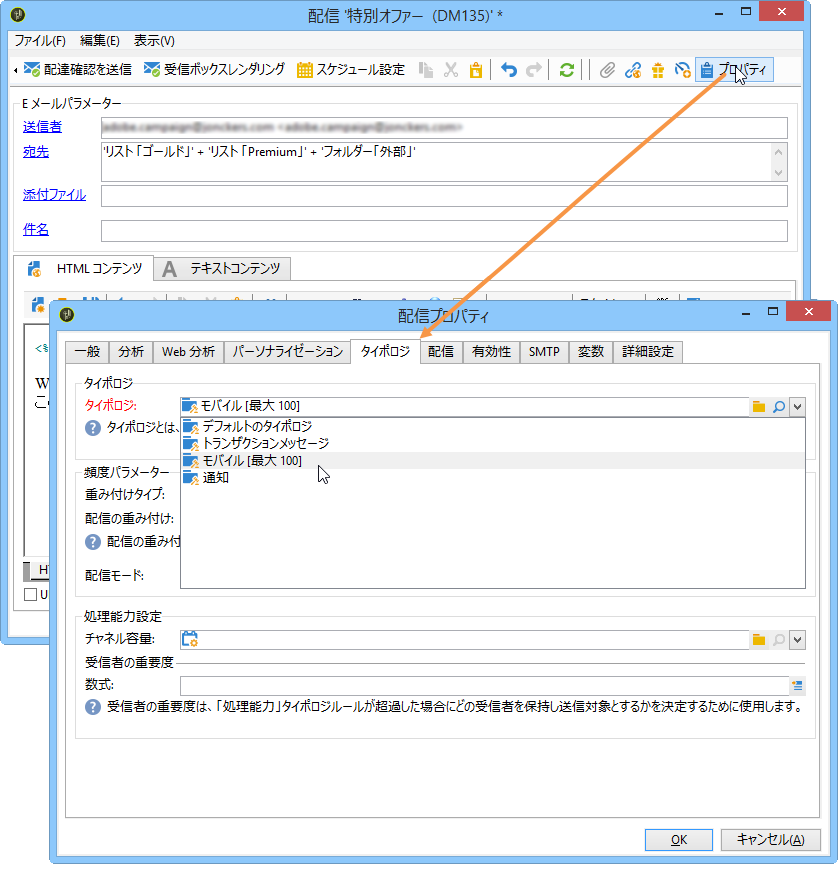 配信 '特別オファー (DM135)' *
ファイル(F) 編集(E) 表示(V)
配達確認を送信 受信ボックスレンダリング スケジュール設定 プロパティ
E メールパラメーター
送信者
宛先 'リスト「ゴールド」' + 'リスト「Premium」' + 'フォルダー「外部」'
添付ファイル
件名
HTML コンテンツ A テキストコンテンツ
配信プロパティ
<%
一般 分析 Web 分析 パーソナライゼーション タイポロジ 配信 有効性 SMTP 変数 詳細設定
W
タイポロジ
タイポロジ: モバイル [最大 100]
タイポロジとは、 デフォルトのタイポロジ
トランザクションメッセージ
モバイル [最大 100]
頻度パラメーター 通知
重み付けタイプ:
配信の重み付け:
配信の重み付
配信モード:
U
処理能力設定
チャネル容量:
受信者の重要度
数式:
受信者の重要度は、「処理能力」タイポロジルールが超過した場合にどの受信者を保持し送信対象とするかを決定するために使用します。
OK キャンセル(A)